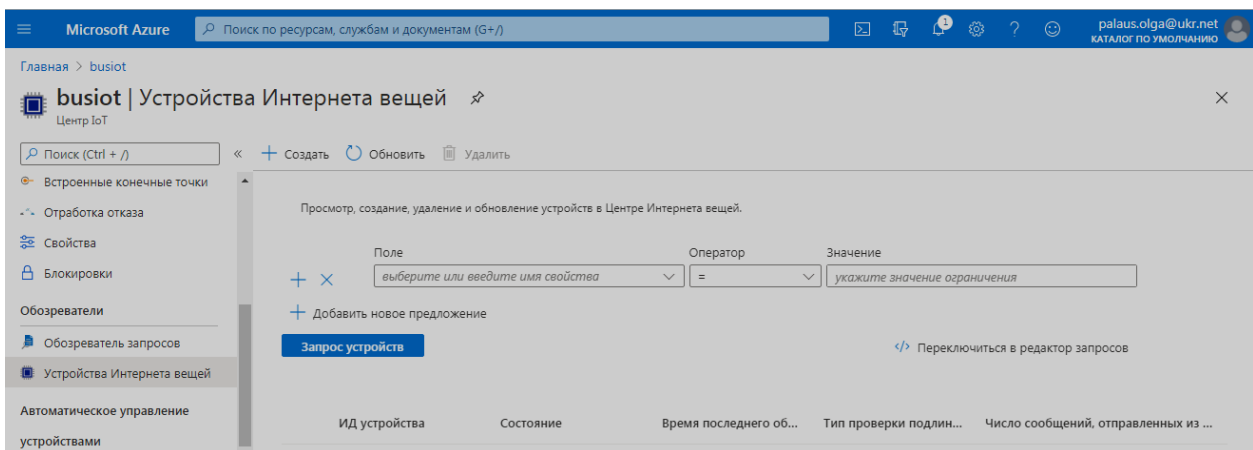 Microsoft Azure
Поиск по ресурсам, службам и документам (G+/)
1
palaus.olga@ukr.net
КАТАЛОГ ПО УМОЛЧАНИЮ
Главная > busiot
busiot | Устройства Интернета вещей
Центр IoT
Поиск (Ctrl + /)
«
Создать
Обновить
Удалить
Встроенные конечные точки
Отработка отказа
Свойства
Блокировки
Обозреватели
Обозреватель запросов
Устройства Интернета вещей
Автоматическое управление
устройствами
Просмотр, создание, удаление и обновление устройств в Центре Интернета вещей.
Поле
Оператор
Значение
выберите или введите имя свойства
=
укажите значение ограничения
Добавить новое предложение
Запрос устройств
</> Переключиться в редактор запросов
ИД устройства
Состояние
Время последнего об...
Тип проверки подлин...
Число сообщений, отправленных из ...